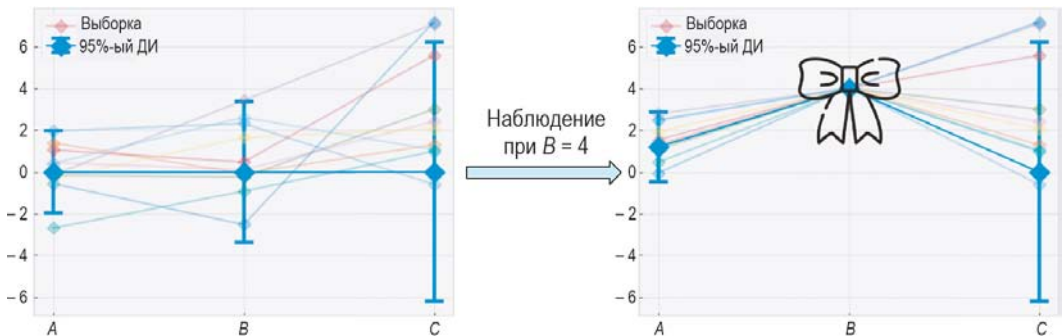 Выборка
95%-ый ДИ
6
4
2
0
– 2
– 4
– 6
A B C
Наблюдение
при B = 4
Выборка
95%-ый ДИ
6
4
2
0
– 2
– 4
– 6
A B C